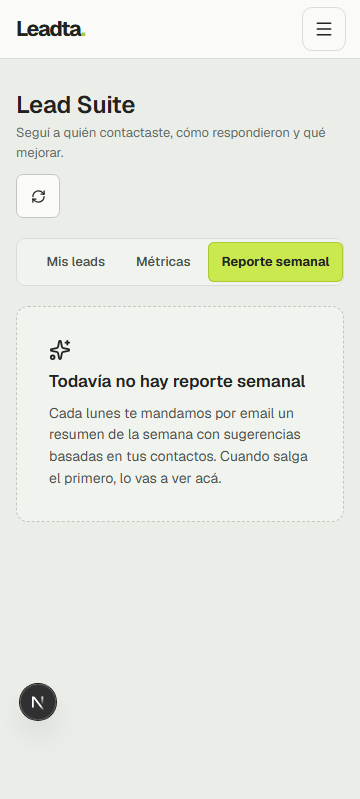 Leadta.
Lead Suite
Seguí a quién contactaste, cómo respondieron y qué
mejorar.
Mis leads Métricas Reporte semanal
Todavía no hay reporte semanal
Cada lunes te mandamos por email un
resumen de la semana con sugerencias
basadas en tus contactos. Cuando salga
el primero, lo vas a ver acá.
N